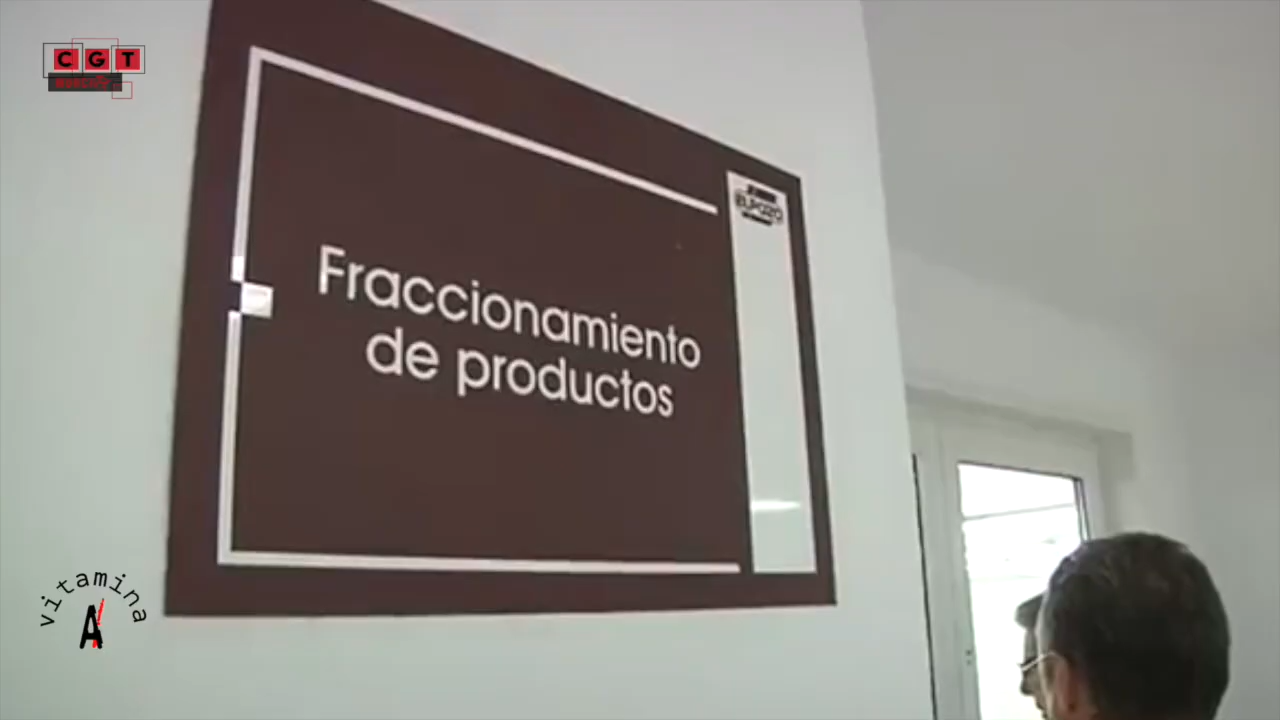 CGT
ELPOZO
Fraccionamiento
de productos
vitamina
A